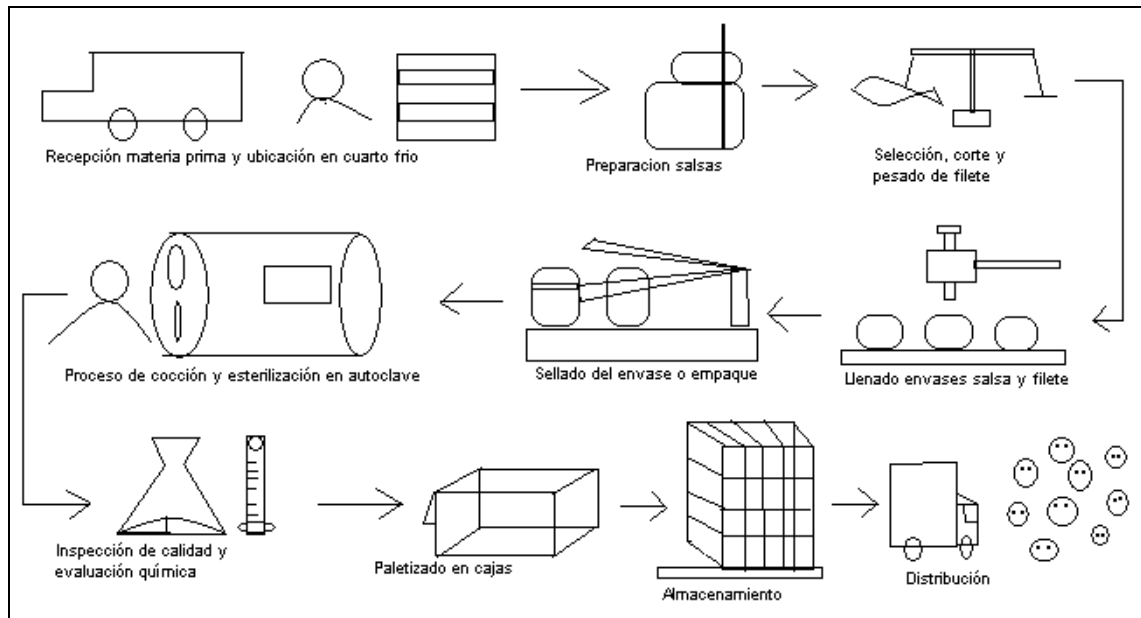 Recepción materia prima y ubicación en cuarto frio
Preparacion salsas
Selección, corte y
pesado de filete
Proceso de cocción y esterilización en autoclave
Sellado del envase o empaque
Llenado envases salsa y filete
Inspección de calidad y
evaluación química
Paletizado en cajas
Almacenamiento
Distribución